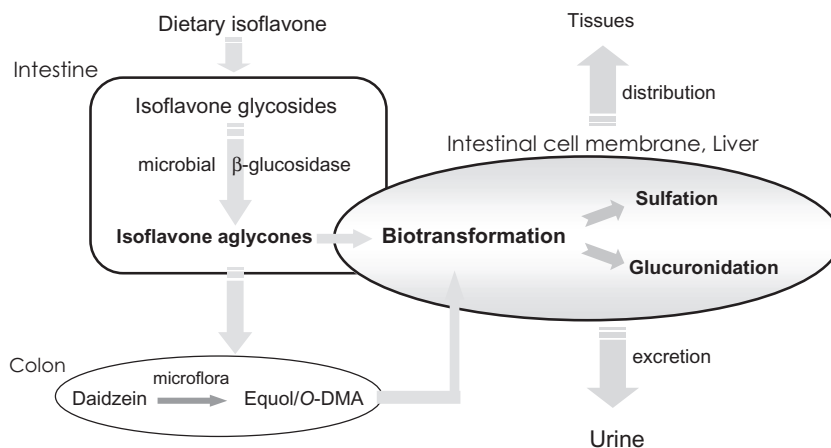 Dietary isoflavone
Tissues
Intestine
Isoflavone glycosides
distribution
Intestinal cell membrane, Liver
microbial β-glucosidase
Sulfation
Isoflavone aglycones
Biotransformation
Glucuronidation
Colon
microflora
excretion
Daidzein
Equol/O-DMA
Urine